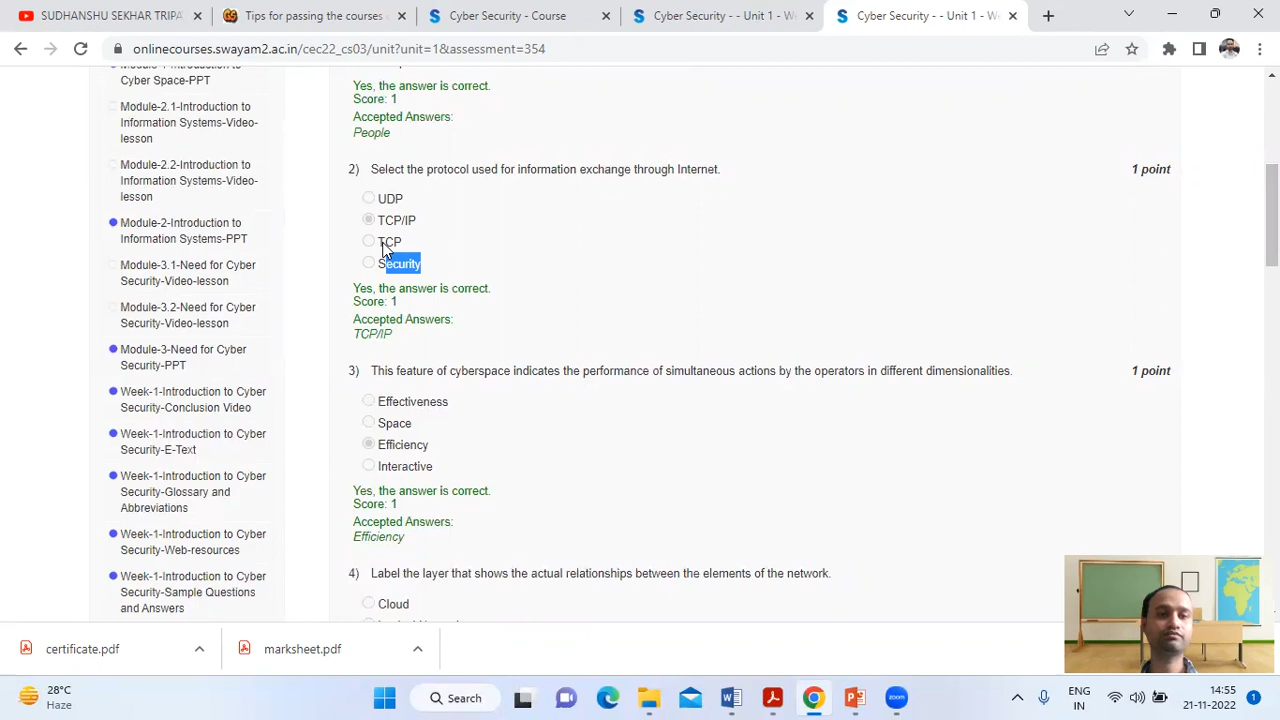 SUDHANSHU SEKHAR TRIPA
Tips for passing the courses
Cyber Security - Course
Cyber Security - - Unit 1 - We
Cyber Security - - Unit 1 - We
onlinecourses.swayam2.ac.in/cec22_cs03/unit?unit=1&assessment=354
Cyber Space-PPT
Module-2.1-Introduction to
Information Systems-Video-
lesson
Module-2.2-Introduction to
Information Systems-Video-
lesson
Module-2-Introduction to
Information Systems-PPT
Module-3.1-Need for Cyber
Security-Video-lesson
Module-3.2-Need for Cyber
Security-Video-lesson
Module-3-Need for Cyber
Security-PPT
Week-1-Introduction to Cyber
Security-Conclusion Video
Week-1-Introduction to Cyber
Security-E-Text
Week-1-Introduction to Cyber
Security-Glossary and
Abbreviations
Week-1-Introduction to Cyber
Security-Web-resources
Week-1-Introduction to Cyber
Security-Sample Questions
and Answers
Yes, the answer is correct.
Score: 1
Accepted Answers:
People
2) Select the protocol used for information exchange through Internet. 1 point
UDP
TCP/IP
TCP
Security
Yes, the answer is correct.
Score: 1
Accepted Answers:
TCP/IP
3) This feature of cyberspace indicates the performance of simultaneous actions by the operators in different dimensionalities. 1 point
Effectiveness
Space
Efficiency
Interactive
Yes, the answer is correct.
Score: 1
Accepted Answers:
Efficiency
4) Label the layer that shows the actual relationships between the elements of the network.
Cloud
certificate.pdf
marksheet.pdf
28°C
Haze
Search
ENG
IN
14:55
21-11-2022
1